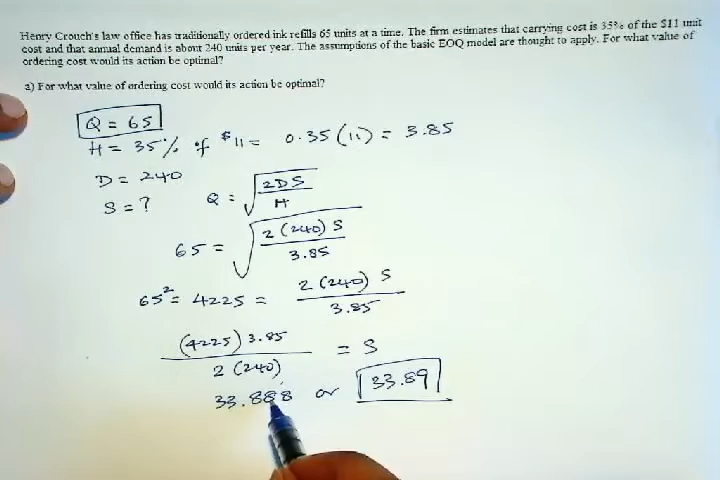 Henry Crouch's law office has traditionally ordered ink refills 65 units at a time. The firm estimates that carrying cost is 35% of the $11 unit
cost and that annual demand is about 240 units per year. The assumptions of the basic EOQ model are thought to apply. For what value of
ordering cost would its action be optimal?
a) For what value of ordering cost would its action be optimal?
Q = 65
H = 35% of $11 = 0.35 (11) = 3.85
D = 240
S = ?
Q = √ 2DS / H
65 = √ 2 (240) S / 3.85
65² = 4225 = 2 (240) S / 3.85
(4225) 3.85 / 2 (240) = S
33.888 or 33.89